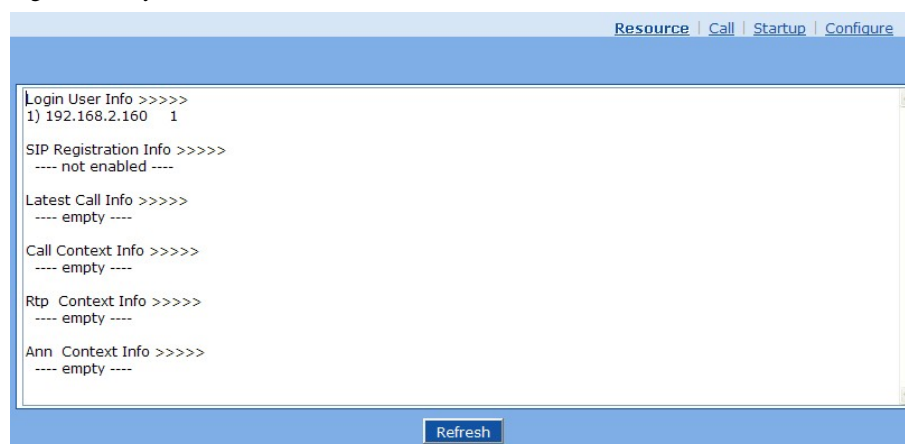 Resource | Call | Startup | Configure
Login User Info >>>>>
1) 192.168.2.160 1
SIP Registration Info >>>>>
---- not enabled ----
Latest Call Info >>>>>
---- empty ----
Call Context Info >>>>>
---- empty ----
Rtp Context Info >>>>>
---- empty ----
Ann Context Info >>>>>
---- empty ----
Refresh